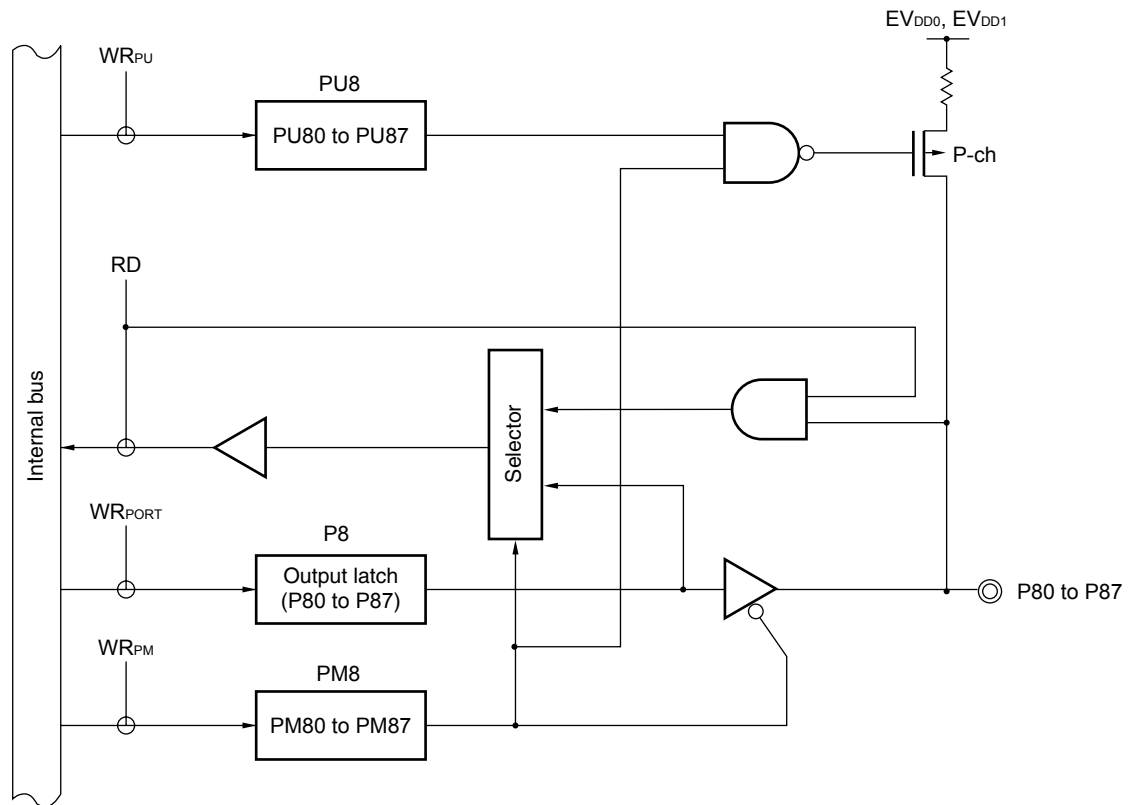 EVDD0, EVDD1
WRPU
PU8
PU80 to PU87
P-ch
RD
Internal bus
Selector
WRPORT
P8
Output latch
(P80 to P87)
P80 to P87
WRPM
PM8
PM80 to PM87